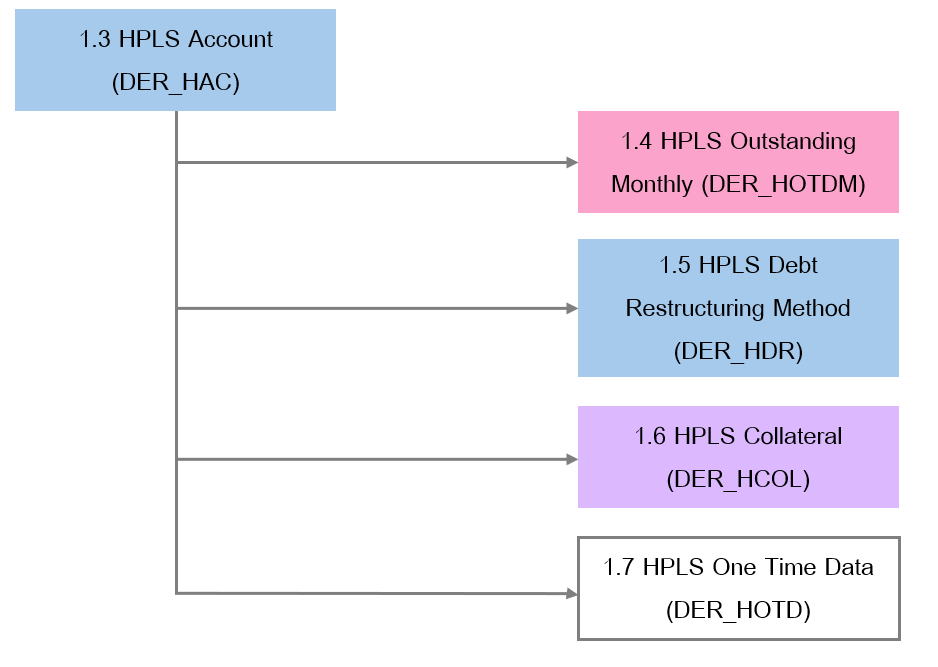 1.3 HPLS Account
(DER_HAC)
1.4 HPLS Outstanding
Monthly (DER_HOTDM)
1.5 HPLS Debt
Restructuring Method
(DER_HDR)
1.6 HPLS Collateral
(DER_HCOL)
1.7 HPLS One Time Data
(DER_HOTD)